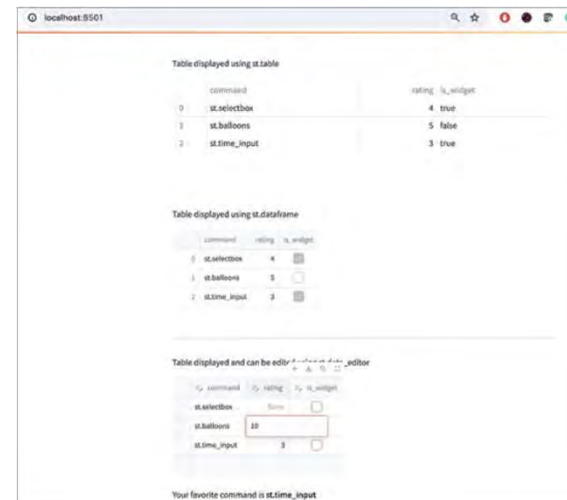 localhost:8501
Table displayed using st.table
command rating is_widget
0 st.selectbox 4 true
1 st.balloons 5 false
2 st.time_input 3 true
Table displayed using st.dataframe
command rating is_widget
0 st.selectbox 4
1 st.balloons 5
2 st.time_input 3
Table displayed and can be edited _editor
command rating is_widget
st.selectbox None
st.balloons 10
st.time_input 3
Your favorite command is st.time_input